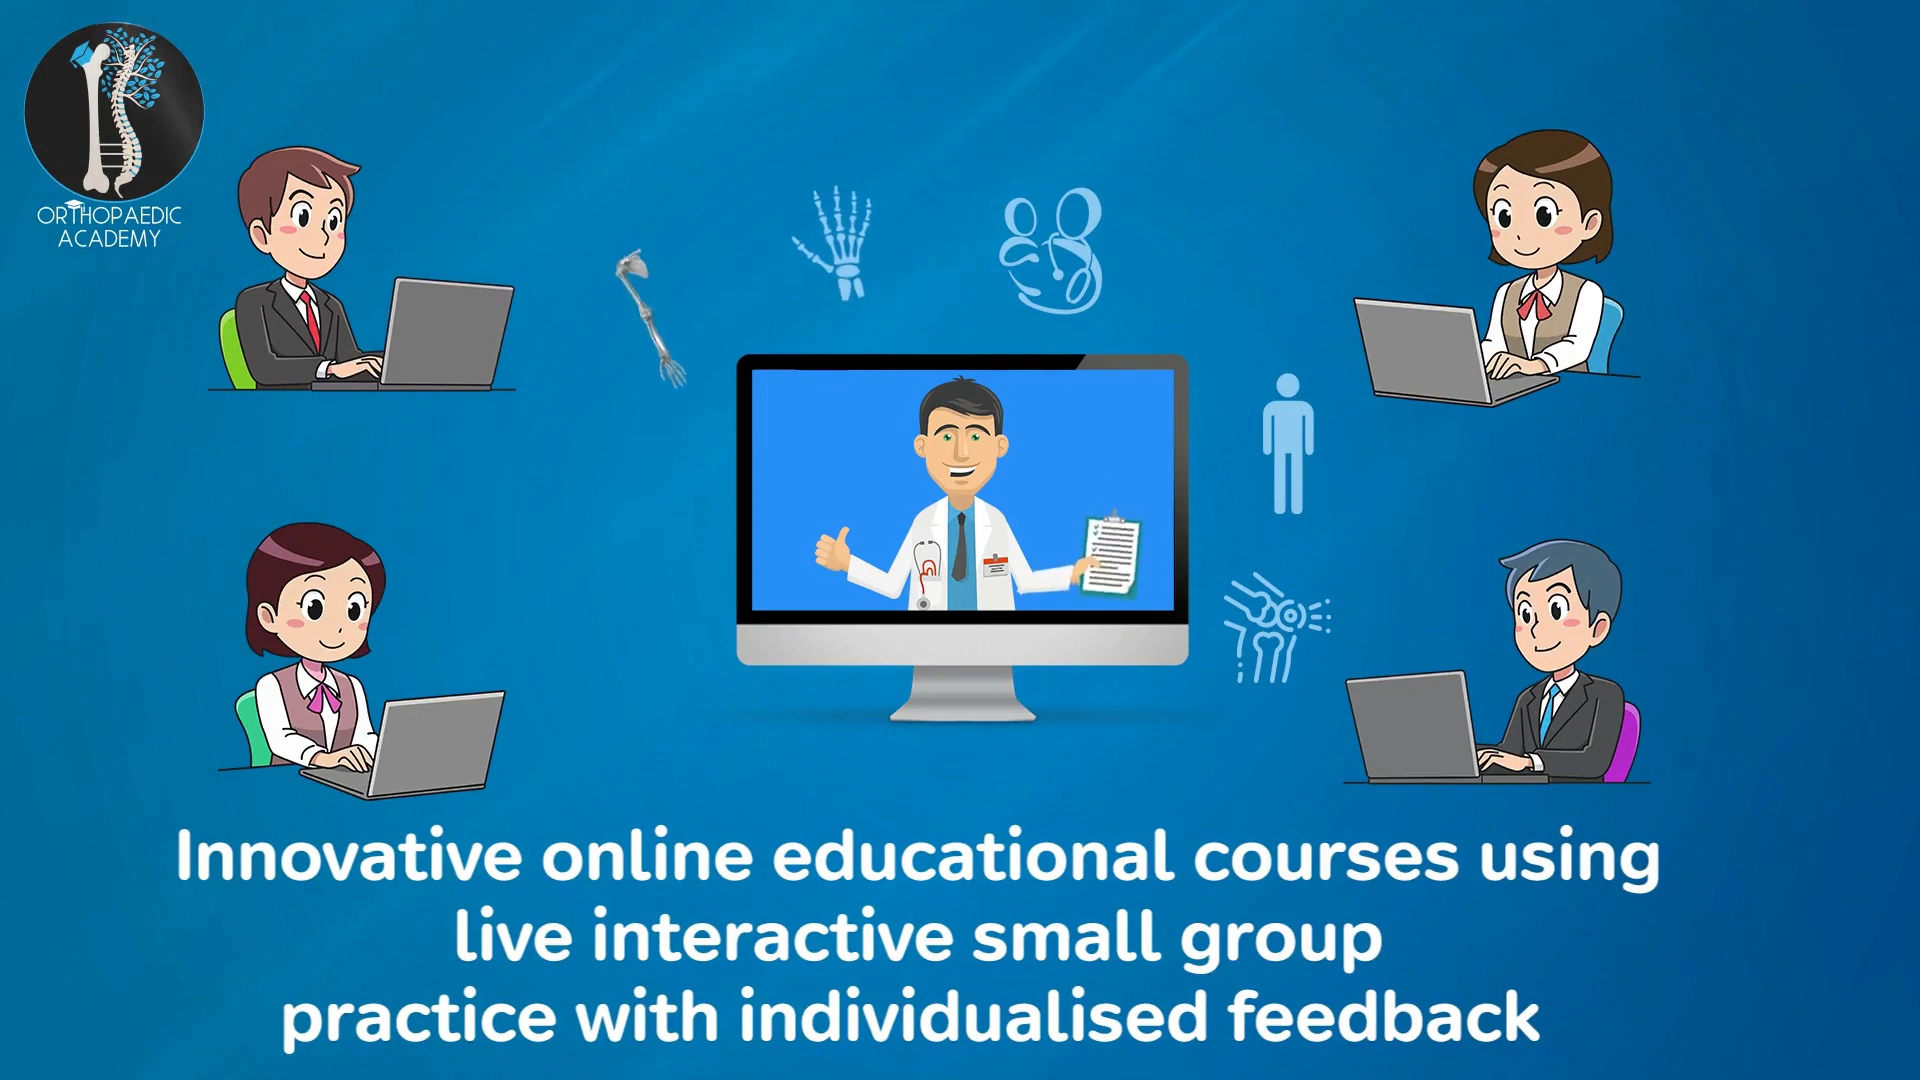 ORTHOPAEDIC
ACADEMY
Innovative online educational courses using
live interactive small group
practice with individualised feedback